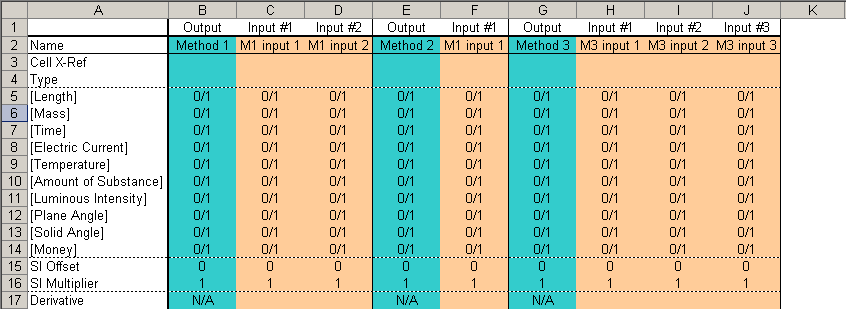 A B C D E F G H I J K
1 Output Input #1 Input #2 Output Input #1 Output Input #1 Input #2 Input #3
2 Name Method 1 M1 input 1 M1 input 2 Method 2 M1 input 1 Method 3 M3 input 1 M3 input 2 M3 input 3
3 Cell X-Ref
4 Type
5 [Length] 0/1 0/1 0/1 0/1 0/1 0/1 0/1 0/1 0/1
6 [Mass] 0/1 0/1 0/1 0/1 0/1 0/1 0/1 0/1 0/1
7 [Time] 0/1 0/1 0/1 0/1 0/1 0/1 0/1 0/1 0/1
8 [Electric Current] 0/1 0/1 0/1 0/1 0/1 0/1 0/1 0/1 0/1
9 [Temperature] 0/1 0/1 0/1 0/1 0/1 0/1 0/1 0/1 0/1
10 [Amount of Substance] 0/1 0/1 0/1 0/1 0/1 0/1 0/1 0/1 0/1
11 [Luminous Intensity] 0/1 0/1 0/1 0/1 0/1 0/1 0/1 0/1 0/1
12 [Plane Angle] 0/1 0/1 0/1 0/1 0/1 0/1 0/1 0/1 0/1
13 [Solid Angle] 0/1 0/1 0/1 0/1 0/1 0/1 0/1 0/1 0/1
14 [Money] 0/1 0/1 0/1 0/1 0/1 0/1 0/1 0/1 0/1
15 SI Offset 0 0 0 0 0 0 0 0 0
16 SI Multiplier 1 1 1 1 1 1 1 1 1
17 Derivative N/A N/A N/A